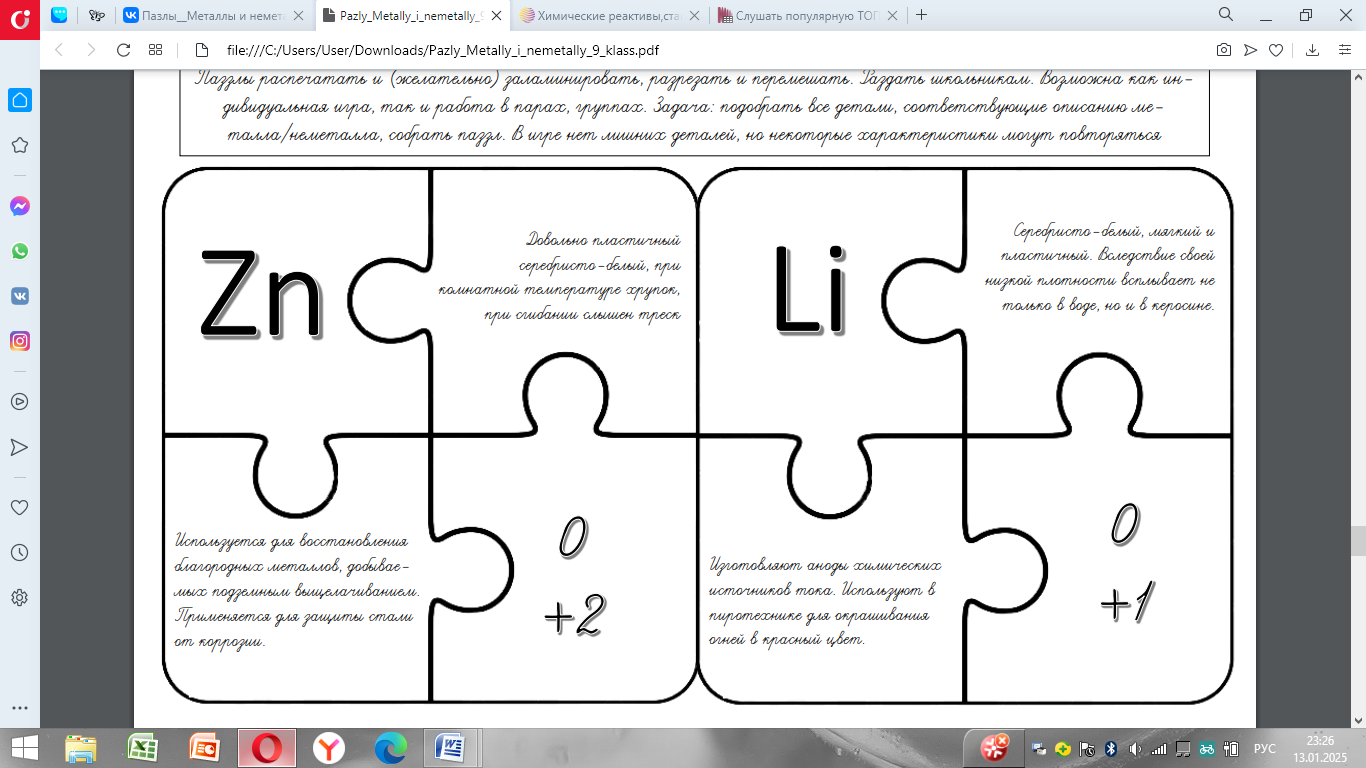 Пазлы__Металлы и немета
Pazly_Metally_i_nemetally_9
Химические реактивы,ста
Слушать популярную ТОП
file:///C:/Users/User/Downloads/Pazly_Metally_i_nemetally_9_klass.pdf
Паззлы распечатать и (желательно) заламинировать, разрезать и перемешать. Раздать школьникам. Возможна как ин-
дивидуальная игра, так и работа в парах, группах. Задача: подобрать все детали, соответствующие описанию ме-
талла/неметалла, собрать паззл. В игре нет лишних деталей, но некоторые характеристики могут повторяться
Zn
Довольно пластичный
серебристо-белый, при
комнатной температуре хрупок,
при сгибании слышен треск
Используется для восстановления
благородных металлов, добывае-
мых подземным выщелачиванием.
Применяется для защиты стали
от коррозии.
0
+2
Li
Серебристо-белый, мягкий и
пластичный. Вследствие своей
низкой плотности всплывает не
только в воде, но и в керосине.
Изготовляют аноды химических
источников тока. Используют в
пиротехнике для окрашивания
огней в красный цвет.
0
+1
РУС
23:26
13.01.2025